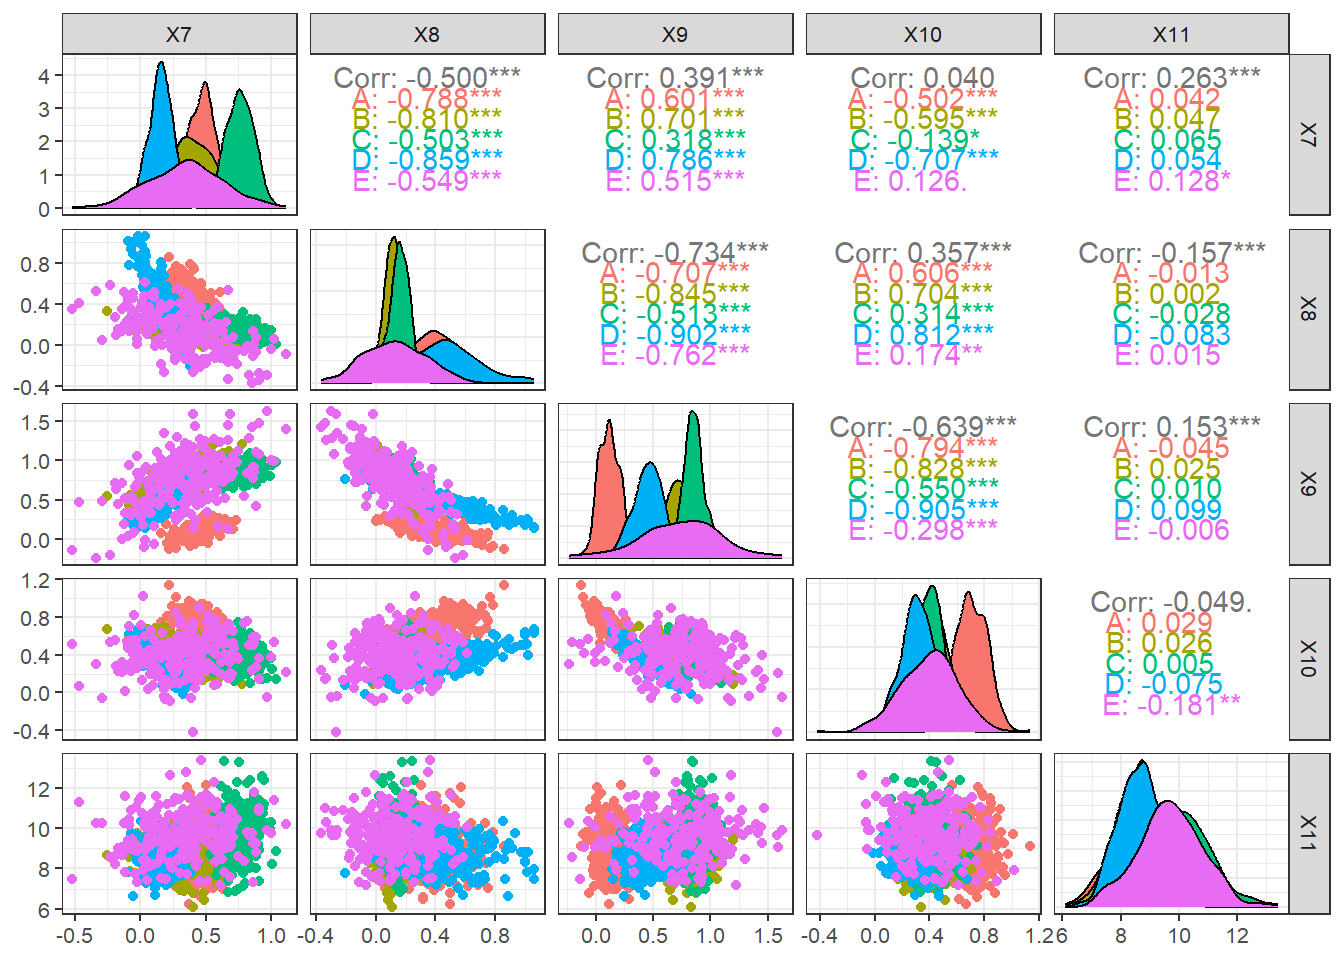 X7
X8
X9
X10
X11
4
3
2
1
0
Corr: -0.500***
A: -0.788***
B: -0.810***
C: -0.503***
D: -0.859***
E: -0.549***
Corr: 0.391***
A: 0.601***
B: 0.701***
C: 0.318***
D: 0.786***
E: 0.515***
Corr: 0.040
A: -0.502***
B: -0.595***
C: -0.139*
D: -0.707***
E: 0.126.
Corr: 0.263***
A: 0.042
B: 0.047
C: 0.065
D: 0.054
E: 0.128*
X7
0.8
0.4
0.0
-0.4
Corr: -0.734***
A: -0.707***
B: -0.845***
C: -0.513***
D: -0.902***
E: -0.762***
Corr: 0.357***
A: 0.606***
B: 0.704***
C: 0.314***
D: 0.812***
E: 0.174**
Corr: -0.157***
A: -0.013
B: 0.002
C: -0.028
D: -0.083
E: 0.015
X8
1.5
1.0
0.5
0.0
Corr: -0.639***
A: -0.794***
B: -0.828***
C: -0.550***
D: -0.905***
E: -0.298***
Corr: 0.153***
A: -0.045
B: 0.025
C: 0.010
D: 0.099
E: -0.006
X9
1.2
0.8
0.4
0.0
-0.4
Corr: -0.049.
A: 0.029
B: 0.026
C: 0.005
D: -0.075
E: -0.181**
X10
12
10
8
6
X11
-0.5 0.0 0.5 1.0
-0.4 0.0 0.4 0.8
0.0 0.5 1.0 1.5
-0.4 0.0 0.4 0.8 1.2
6 8 10 12